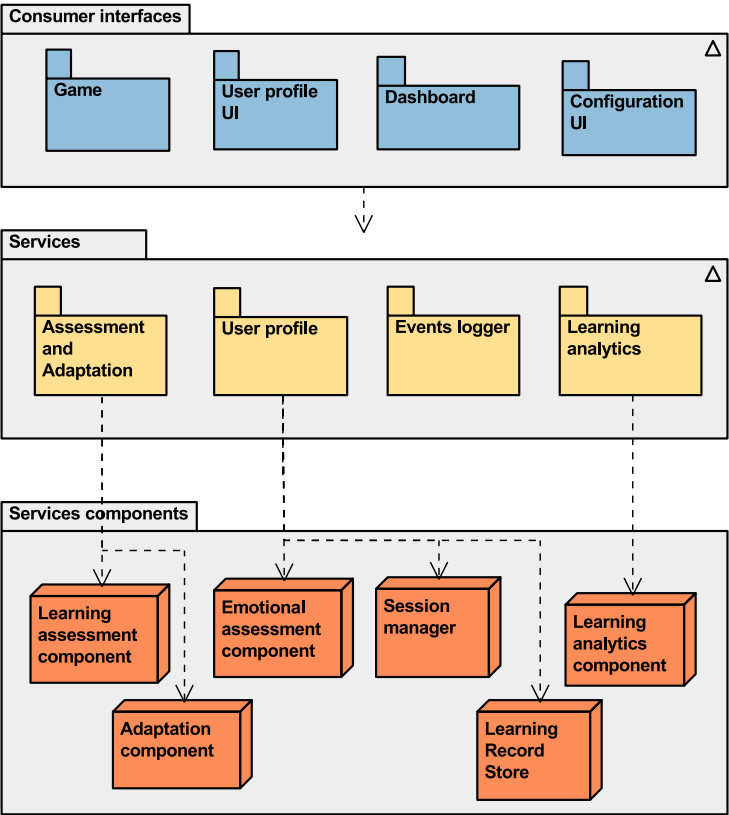 Consumer interfaces
Game
User profile
UI
Dashboard
Configuration
UI
Services
Assessment
and
Adaptation
User profile
Events logger
Learning
analytics
Services components
Learning
assessment
component
Emotional
assessment
component
Session
manager
Learning
analytics
component
Adaptation
component
Learning
Record
Store